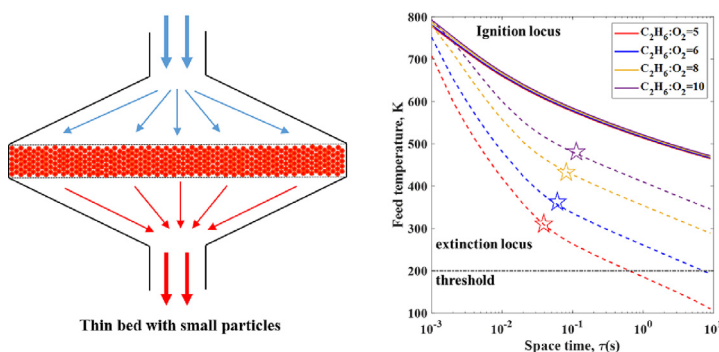 Thin bed with small particles
Feed temperature, K
800
700
600
500
400
300
200
100
Ignition locus
C₂H₆:O₂=5
C₂H₆:O₂=6
C₂H₆:O₂=8
C₂H₆:O₂=10
extinction locus
threshold
10⁻³
10⁻²
10⁻¹
10⁰
10¹
Space time, τ(s)